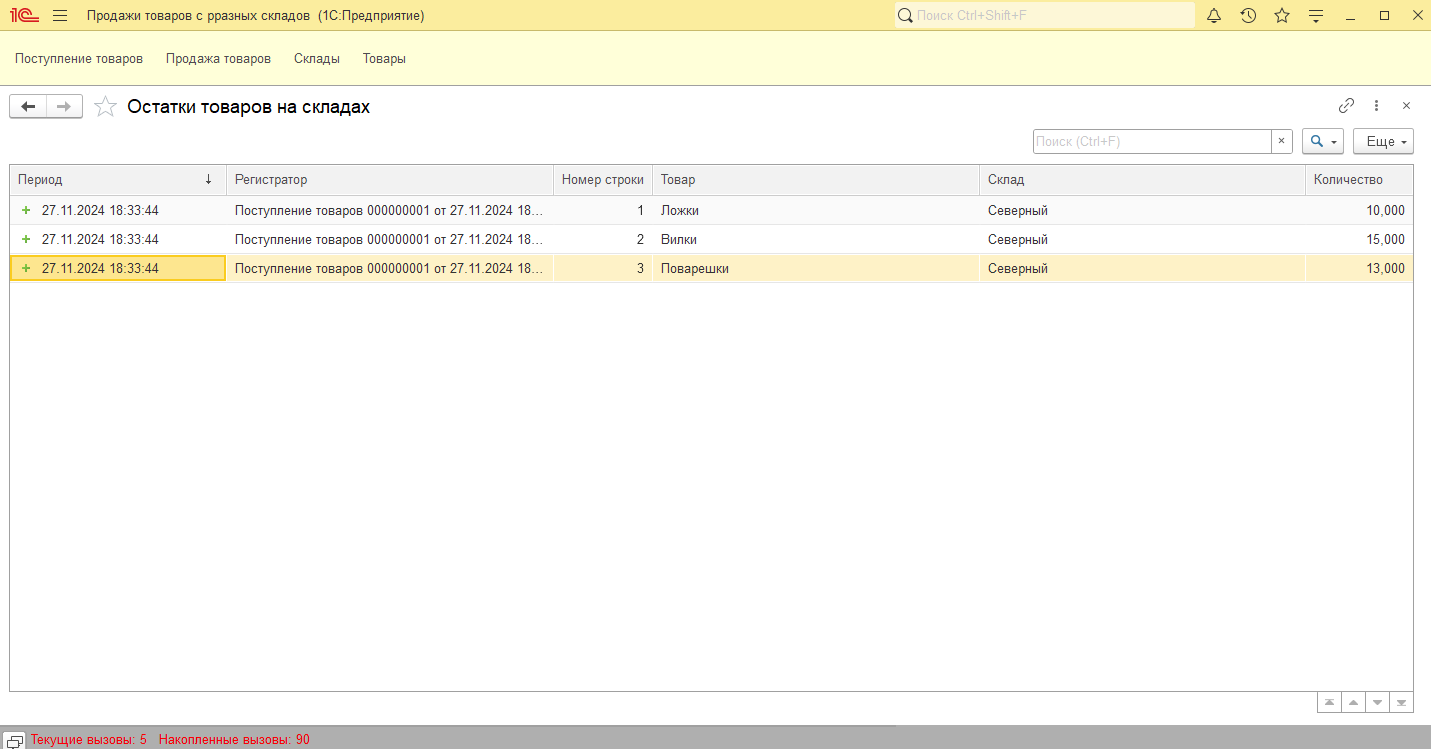 1С Продажи товаров с рразных складов (1С:Предприятие) Поиск Ctrl+Shift+F
Поступление товаров Продажа товаров Склады Товары
Остатки товаров на складах
Поиск (Ctrl+F) × Еще
Период ↓ Регистратор Номер строки Товар Склад Количество
27.11.2024 18:33:44 Поступление товаров 000000001 от 27.11.2024 18... 1 Ложки Северный 10,000
27.11.2024 18:33:44 Поступление товаров 000000001 от 27.11.2024 18... 2 Вилки Северный 15,000
27.11.2024 18:33:44 Поступление товаров 000000001 от 27.11.2024 18... 3 Поварешки Северный 13,000
Текущие вызовы: 5 Накопленные вызовы: 90